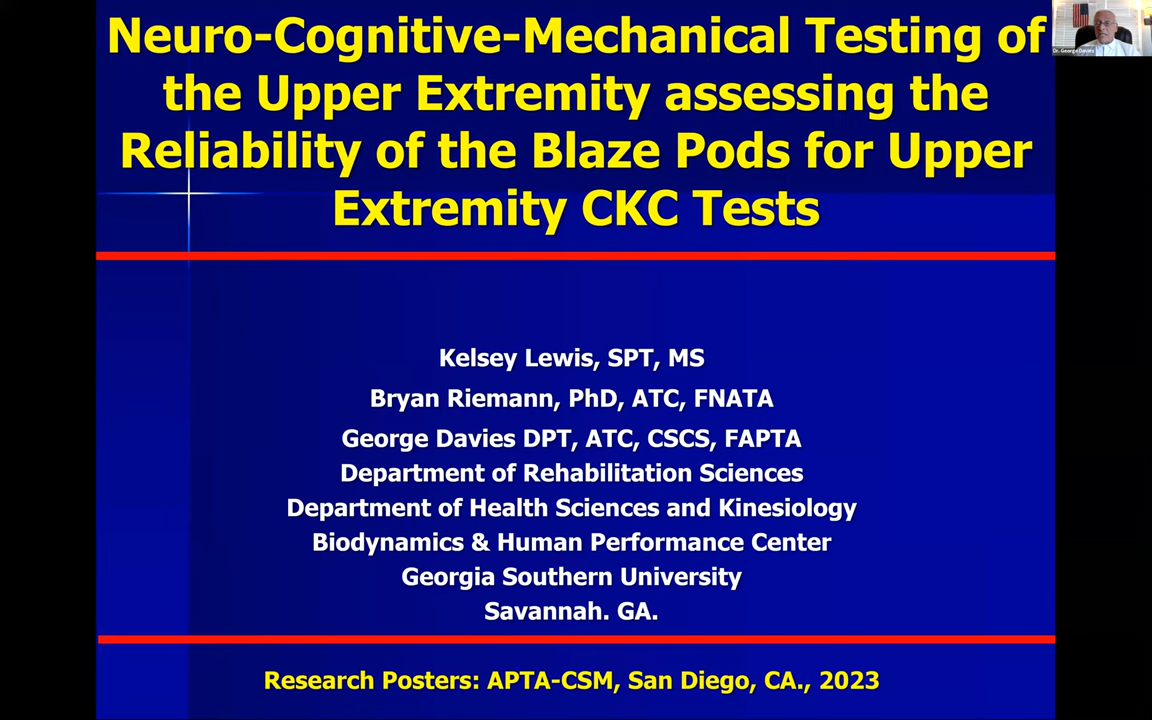 Neuro-Cognitive-Mechanical Testing of
the Upper Extremity assessing the
Reliability of the Blaze Pods for Upper
Extremity CKC Tests
Dr. George Davies
Kelsey Lewis, SPT, MS
Bryan Riemann, PhD, ATC, FNATA
George Davies DPT, ATC, CSCS, FAPTA
Department of Rehabilitation Sciences
Department of Health Sciences and Kinesiology
Biodynamics & Human Performance Center
Georgia Southern University
Savannah. GA.
Research Posters: APTA-CSM, San Diego, CA., 2023